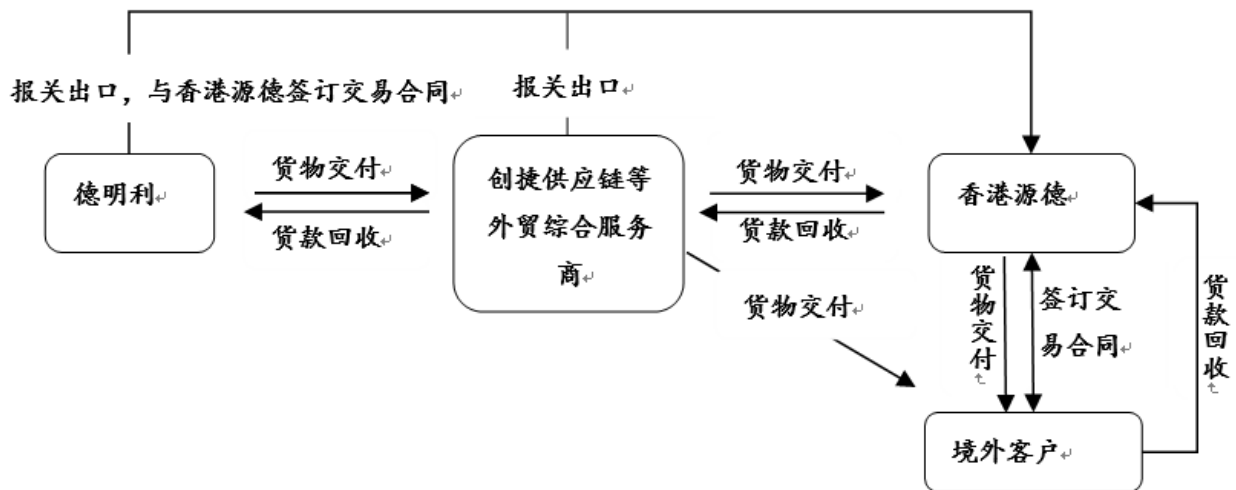 报关出口，与香港源德签订交易合同
报关出口
德明利
货物交付
货款回收
创捷供应链等
外贸综合服务
商
货物交付
货款回收
香港源德
货物交付
货物交付
签订交
易合同
货款回收
境外客户